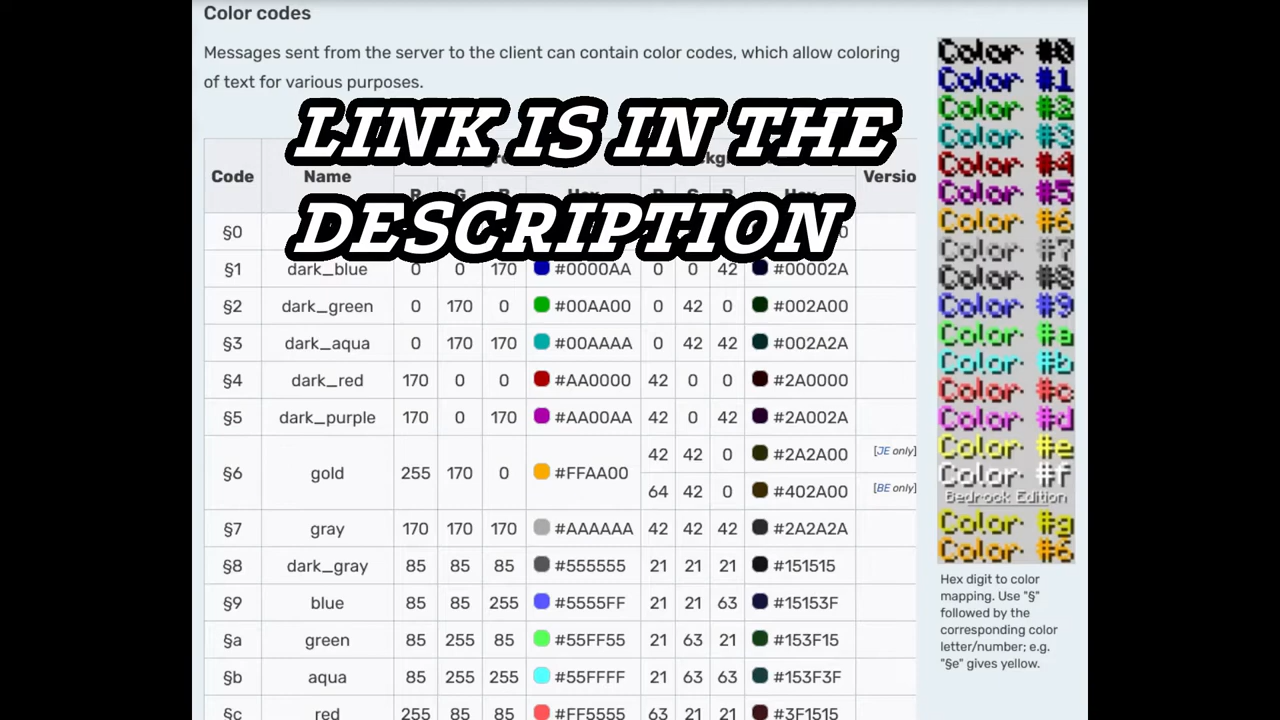 Color codes
Messages sent from the server to the client can contain color codes, which allow coloring
of text for various purposes.
LINK IS IN THE
DESCRIPTION
Code Name Versio
R G B Hex R G B Hex
§0
§1 dark_blue 0 0 170 #0000AA 0 0 42 #00002A
§2 dark_green 0 170 0 #00AA00 0 42 0 #002A00
§3 dark_aqua 0 170 170 #00AAAA 0 42 42 #002A2A
§4 dark_red 170 0 0 #AA0000 42 0 0 #2A0000
§5 dark_purple 170 0 170 #AA00AA 42 0 42 #2A002A
§6 gold 255 170 0 #FFAA00 42 42 0 #2A2A00 [JE only]
64 42 0 #402A00 [BE only]
§7 gray 170 170 170 #AAAAAA 42 42 42 #2A2A2A
§8 dark_gray 85 85 85 #555555 21 21 21 #151515
§9 blue 85 85 255 #5555FF 21 21 63 #15153F
§a green 85 255 85 #55FF55 21 63 21 #153F15
§b aqua 85 255 255 #55FFFF 21 63 63 #153F3F
§c red 255 85 85 #FF5555 63 21 21 #3F1515
Color #0
Color #1
Color #2
Color #3
Color #4
Color #5
Color #6
Color #7
Color #8
Color #9
Color #a
Color #b
Color #c
Color #d
Color #e
Color #f
Bedrock Edition
Color #g
Color #6
Hex digit to color
mapping. Use "§"
followed by the
corresponding color
letter/number; e.g.
"§e" gives yellow.